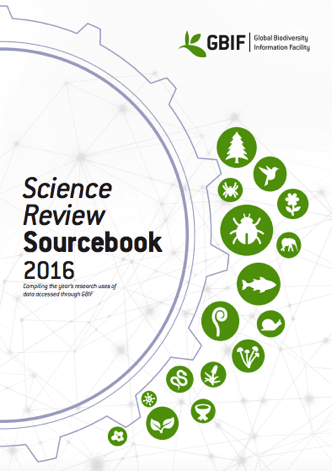 GBIF
Global Biodiversity
Information Facility
Science
Review
Sourcebook
2016
Compiling the year's research uses of
data accessed through GBIF